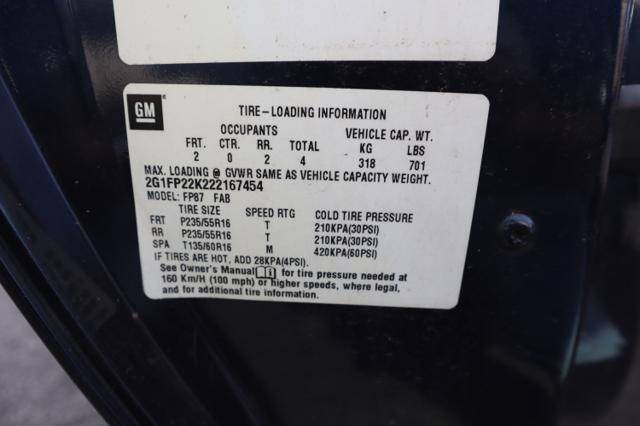 GM
TIRE-LOADING INFORMATION
OCCUPANTS VEHICLE CAP. WT.
FRT. CTR. RR. TOTAL KG LBS
2 0 2 4 318 701
MAX. LOADING @ GVWR SAME AS VEHICLE CAPACITY WEIGHT.
2G1FP22K222167454
MODEL: FP87 FAB
TIRE SIZE SPEED RTG COLD TIRE PRESSURE
FRT P235/55R16 T 210KPA(30PSI)
RR P235/55R16 T 210KPA(30PSI)
SPA T135/60R16 M 420KPA(60PSI)
IF TIRES ARE HOT, ADD 28KPA(4PSI).
See Owner's Manual for tire pressure needed at
160 Km/H (100 mph) or higher speeds, where legal,
and for additional tire information.